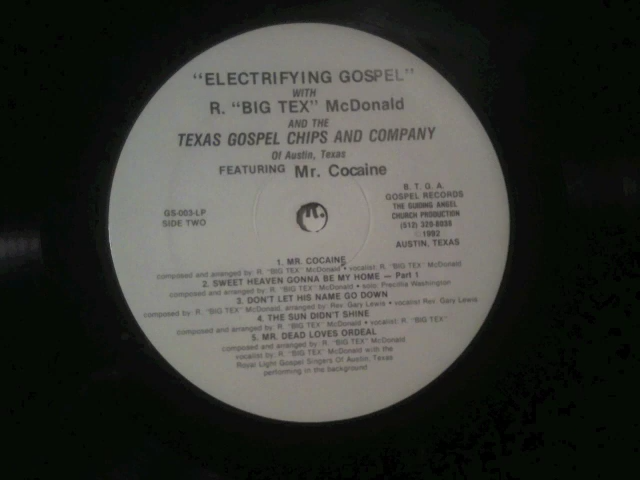 "ELECTRIFYING GOSPEL"
WITH
R. "BIG TEX" McDonald
AND THE
TEXAS GOSPEL CHIPS AND COMPANY
Of Austin, Texas
FEATURING Mr. Cocaine
GS-003-LP
SIDE TWO
B. T. G. A.
GOSPEL RECORDS
THE GUIDING ANGEL
CHURCH PRODUCTION
(512) 320-8039
© 1992
AUSTIN, TEXAS
1. MR. COCAINE
composed and arranged by: R. "BIG TEX" McDonald • vocalist: R. "BIG TEX" McDonald
2. SWEET HEAVEN GONNA BE MY HOME — Part 1
composed and arranged by: R. "BIG TEX" McDonald • solo: Washington
3. DON'T LET HIS NAME GO DOWN
composed by: R. "BIG TEX" McDonald, arranged by: Rev. Gary Lewis • vocalist Rev. Gary Lewis
4. THE SUN DIDN'T SHINE
composed and arranged by: R. "BIG TEX" McDonald • vocalist: R. "BIG TEX"
5. MR. DEAD LOVES ORDEAL
composed and arranged by: R. "BIG TEX" McDonald
vocalist by: R. "BIG TEX" McDonald with the
Royal Light Gospel Singers Of Austin, Texas
performing in the background